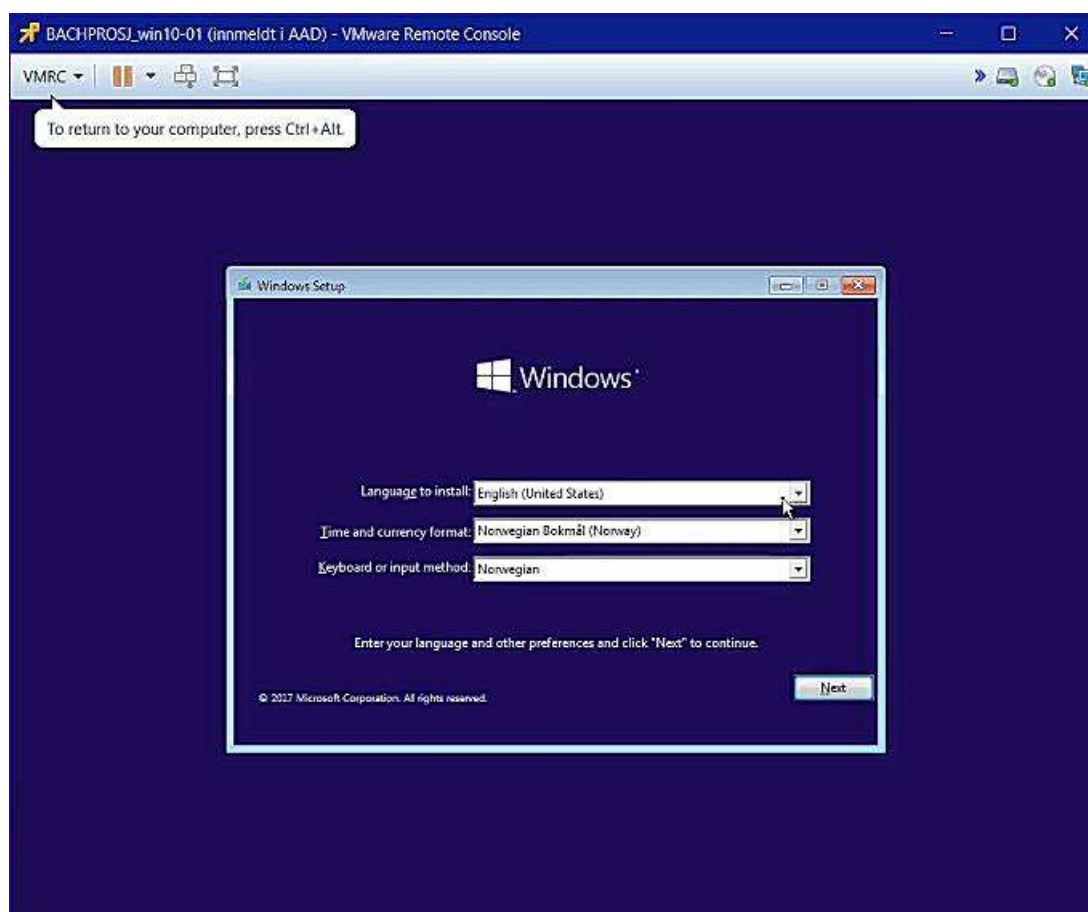 BACHPROSJ_win10-01 (innmeldt i AAD) - VMware Remote Console
VMRC
To return to your computer, press Ctrl+Alt.
Windows Setup
Windows
Language to install: English (United States)
Time and currency format: Norwegian Bokmål (Norway)
Keyboard or input method: Norwegian
Enter your language and other preferences and click "Next" to continue.
© 2017 Microsoft Corporation. All rights reserved.
Next